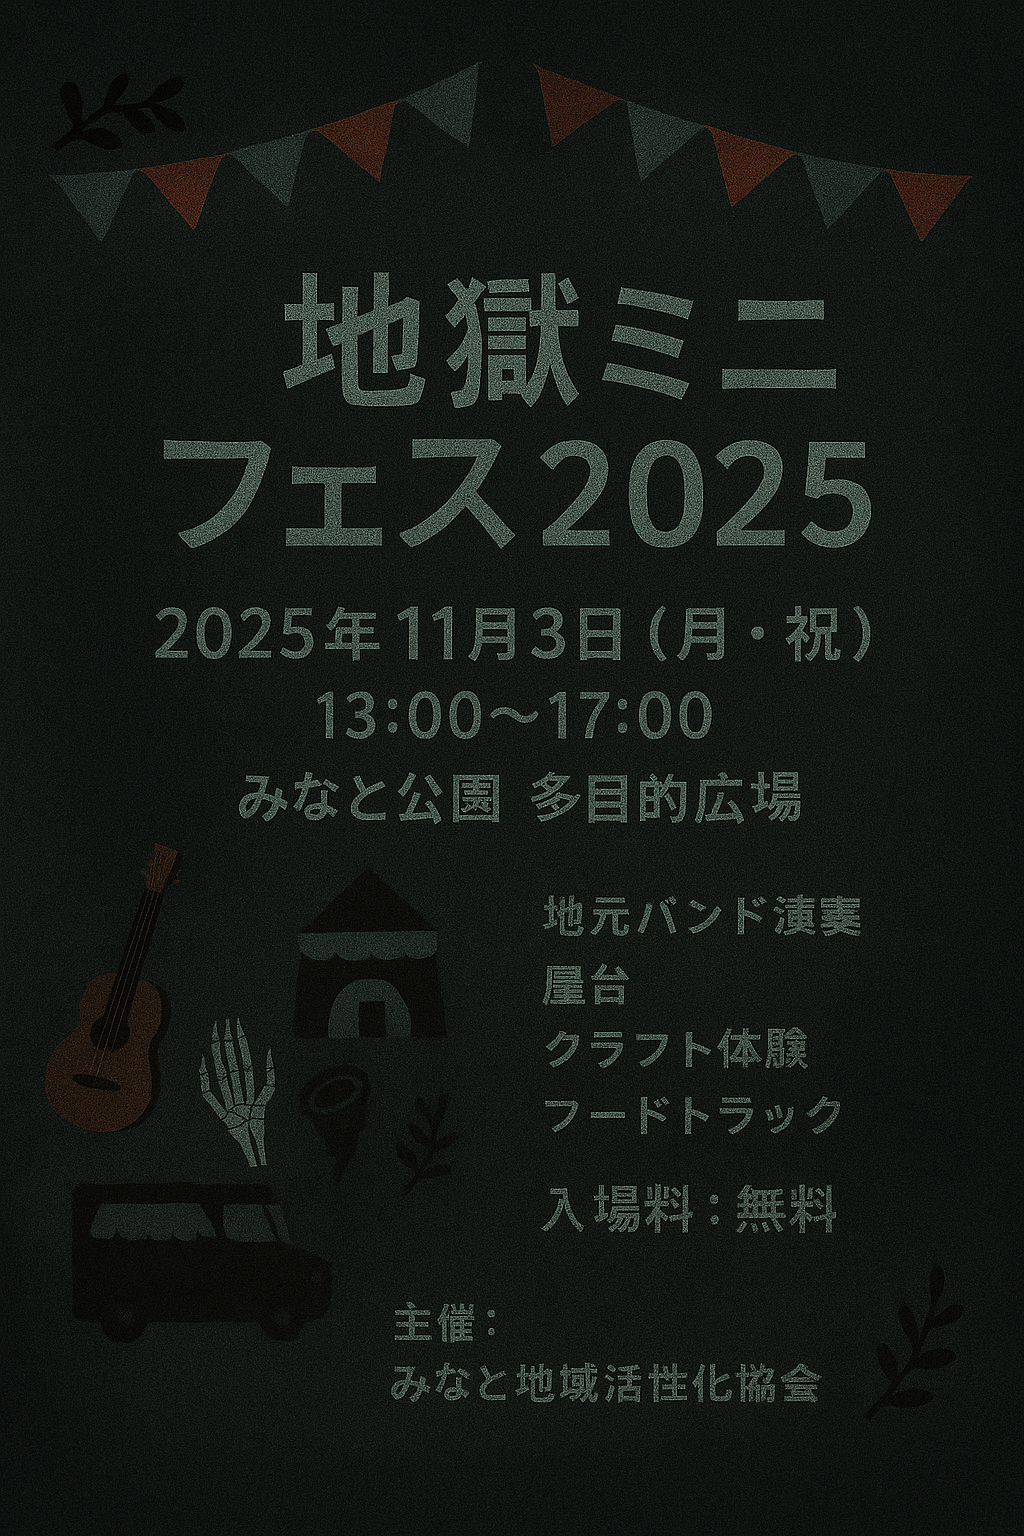 地獄ミニ
フェス2025
2025年11月3日(月・祝)
13:00〜17:00
みなと公園 多目的広場
地元バンド演奏
屋台
クラフト体験
フードトラック
入場料:無料
主催:
みなと地域活性化協会